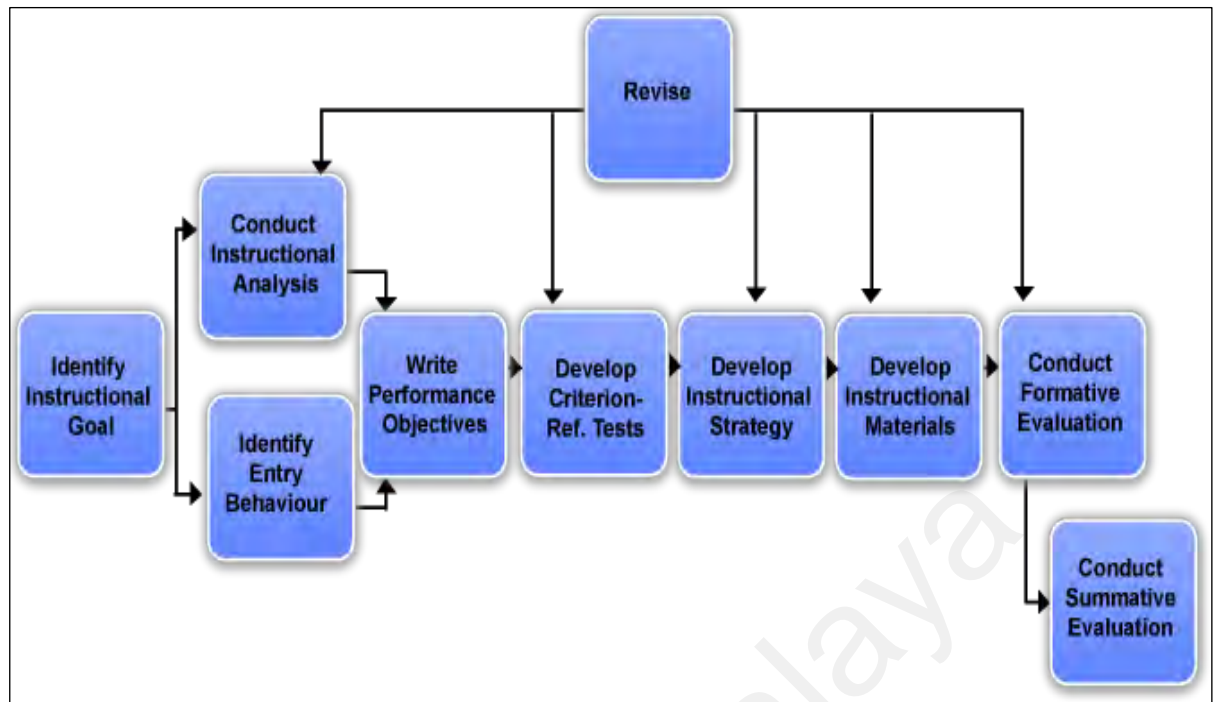 Revise
Conduct
Instructional
Analysis
Identify
Instructional
Goal
Identify
Entry
Behaviour
Write
Performance
Objectives
Develop
Criterion-
Ref. Tests
Develop
Instructional
Strategy
Develop
Instructional
Materials
Conduct
Formative
Evaluation
Conduct
Summative
Evaluation
alaya